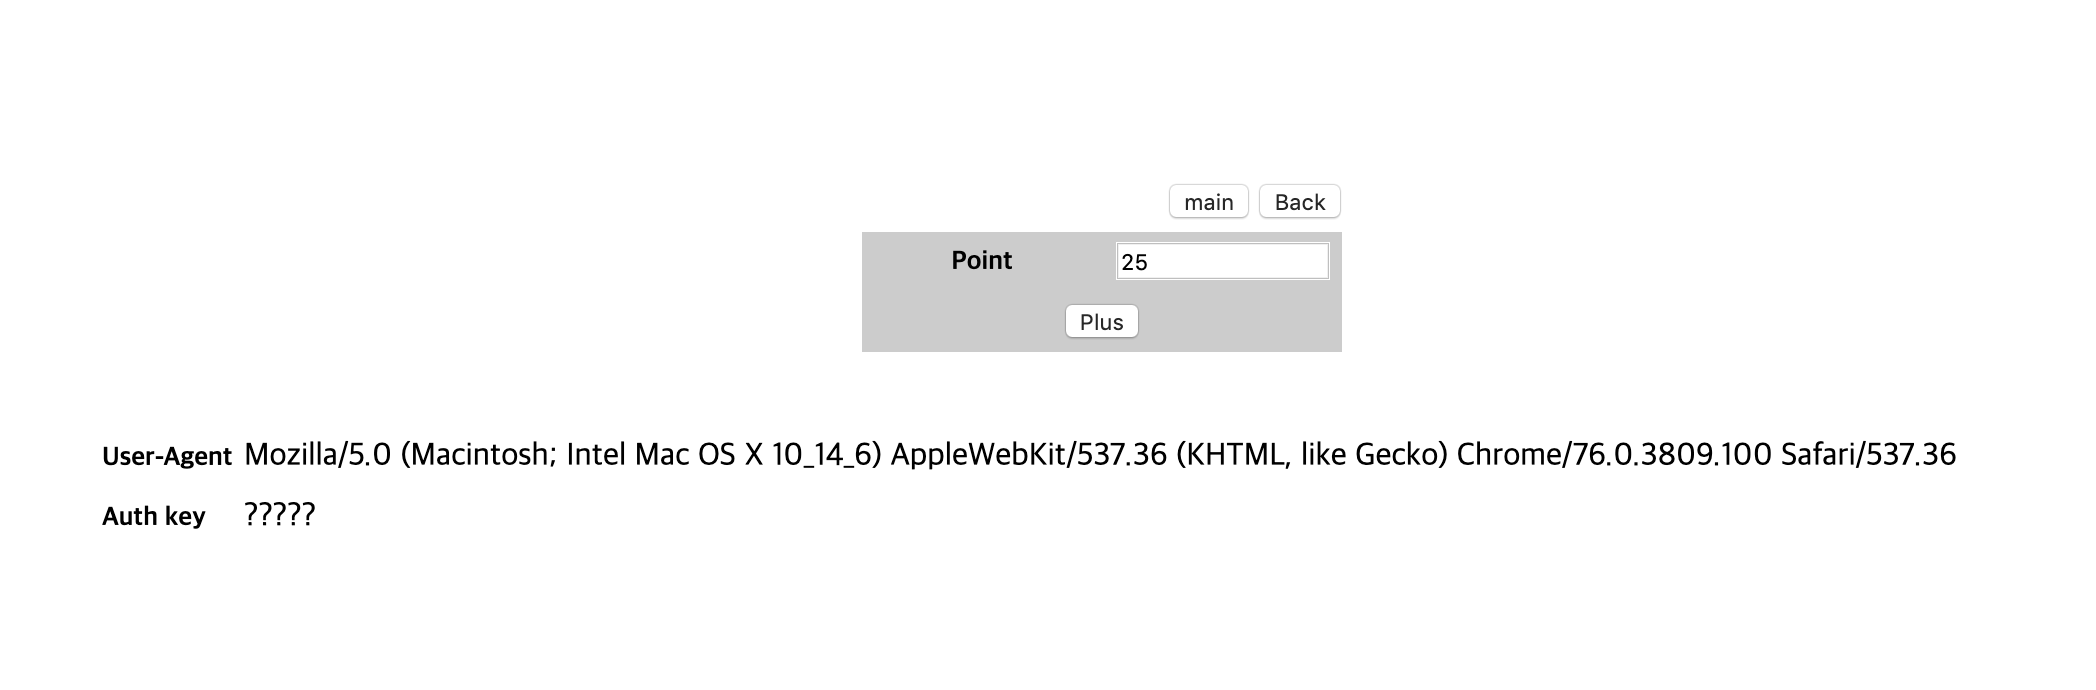 main Back
Point 25
Plus
User-Agent Mozilla/5.0 (Macintosh; Intel Mac OS X 10_14_6) AppleWebKit/537.36 (KHTML, like Gecko) Chrome/76.0.3809.100 Safari/537.36
Auth key ?????